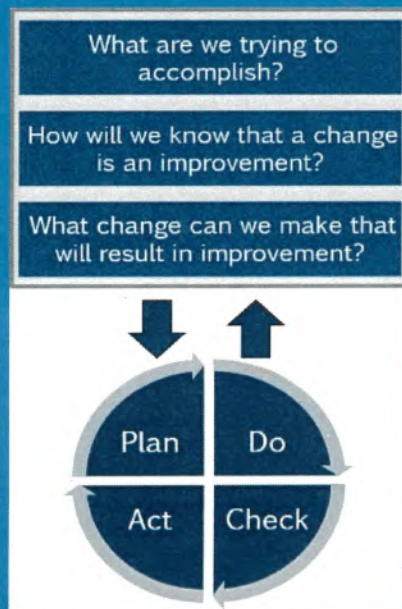 What are we trying to
accomplish?
How will we know that a change
is an improvement?
What change can we make that
will result in improvement?
Plan
Do
Act
Check